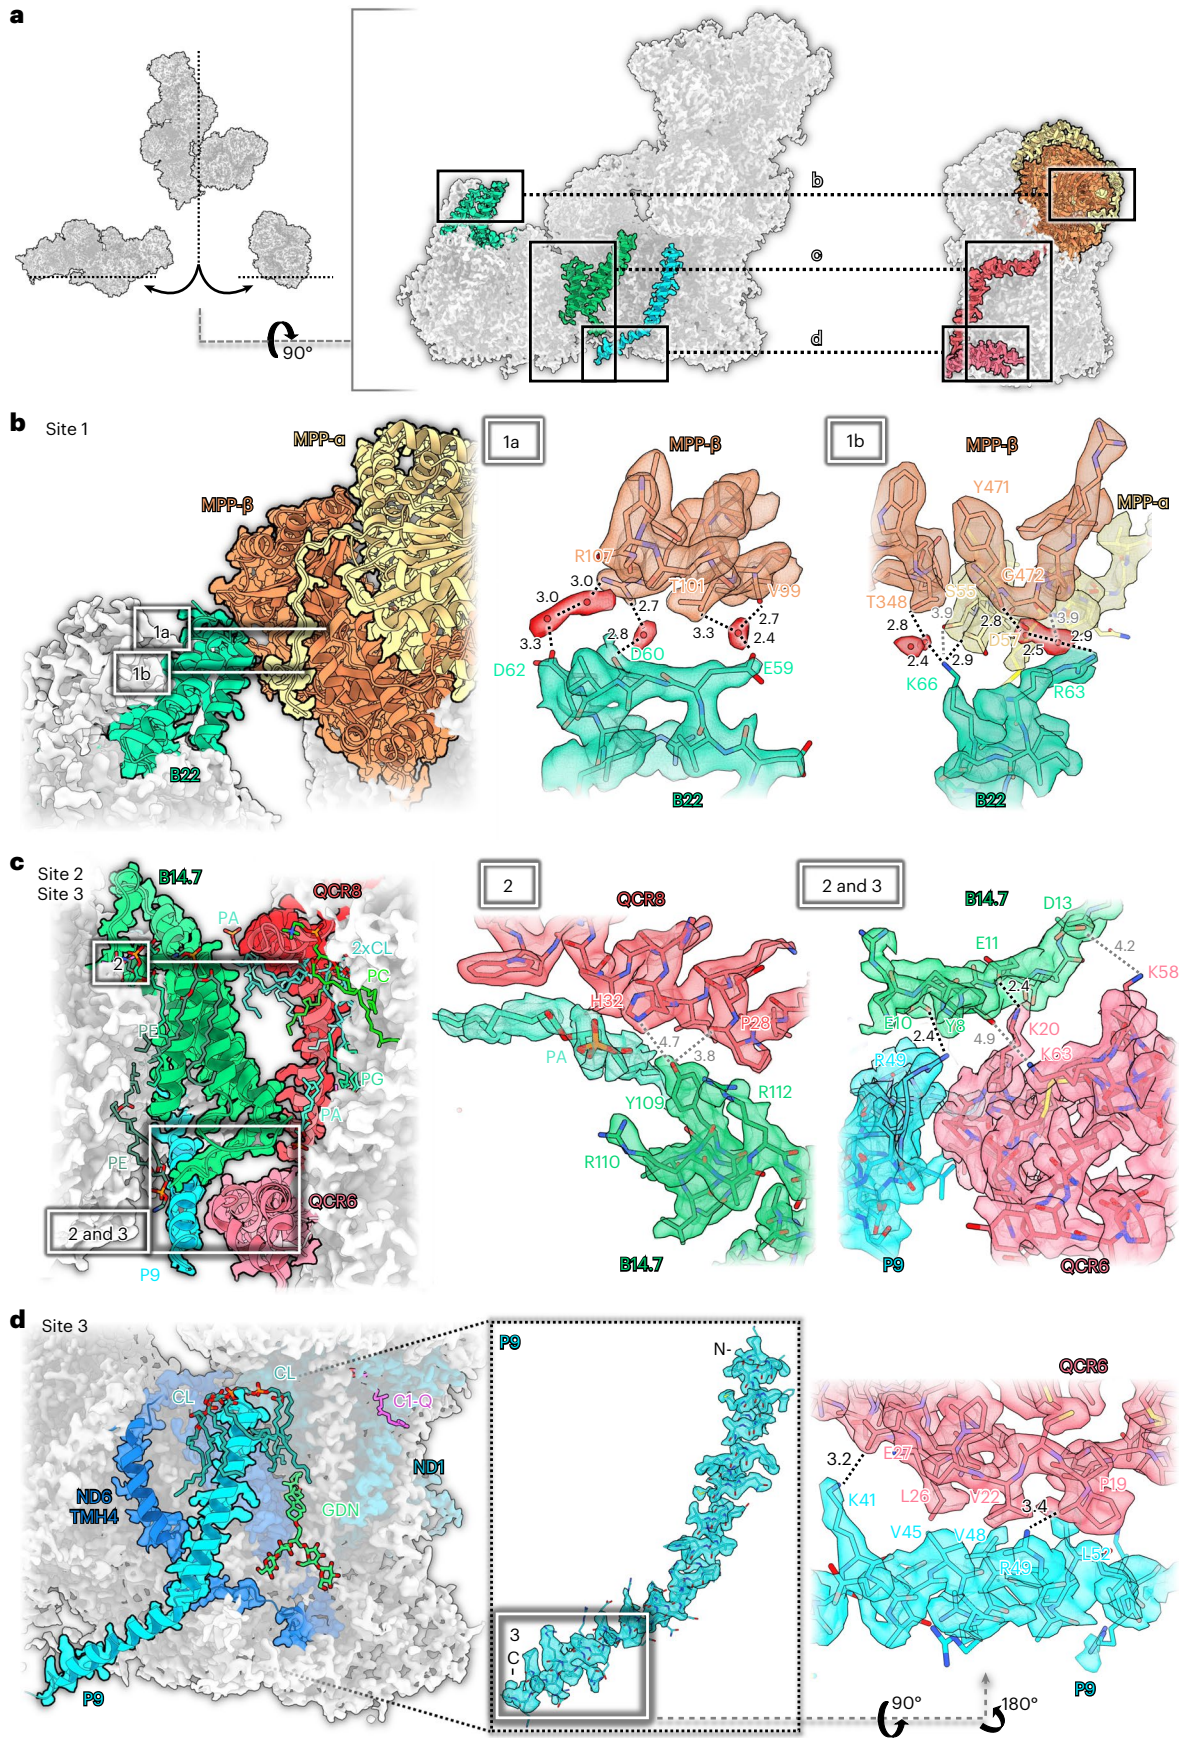 a
b
c
d
90°
b
Site 1
MPP-α
MPP-β
1a
1b
B22
1a
MPP-β
R107
T101
V99
3.0
3.0
2.7
2.7
3.3
2.8
3.3
2.4
D62
D60
E59
B22
1b
MPP-β
Y471
MPP-α
S55
G472
T348
3.9
2.8
3.9
2.8
2.9
2.5
2.4
2.9
K66
R63
B22
c
Site 2
Site 3
B14.7
QCR8
PA
2xCL
2
PC
PE
PG
PA
PE
QCR6
2 and 3
P9
2
QCR8
H32
P28
PA
4.7
3.8
Y109
R112
R110
B14.7
2 and 3
B14.7
D13
E11
4.2
K58
2.4
E10
Y8
K20
2.4
4.9
K63
R49
P9
QCR6
d
Site 3
CL
CL
C1-Q
ND1
ND6
TMH4
GDN
P9
P9
N-
3
C
QCR6
3.2
E27
P19
K41
L26
V22
3.4
V45
V48
R49
L52
P9
90°
180°